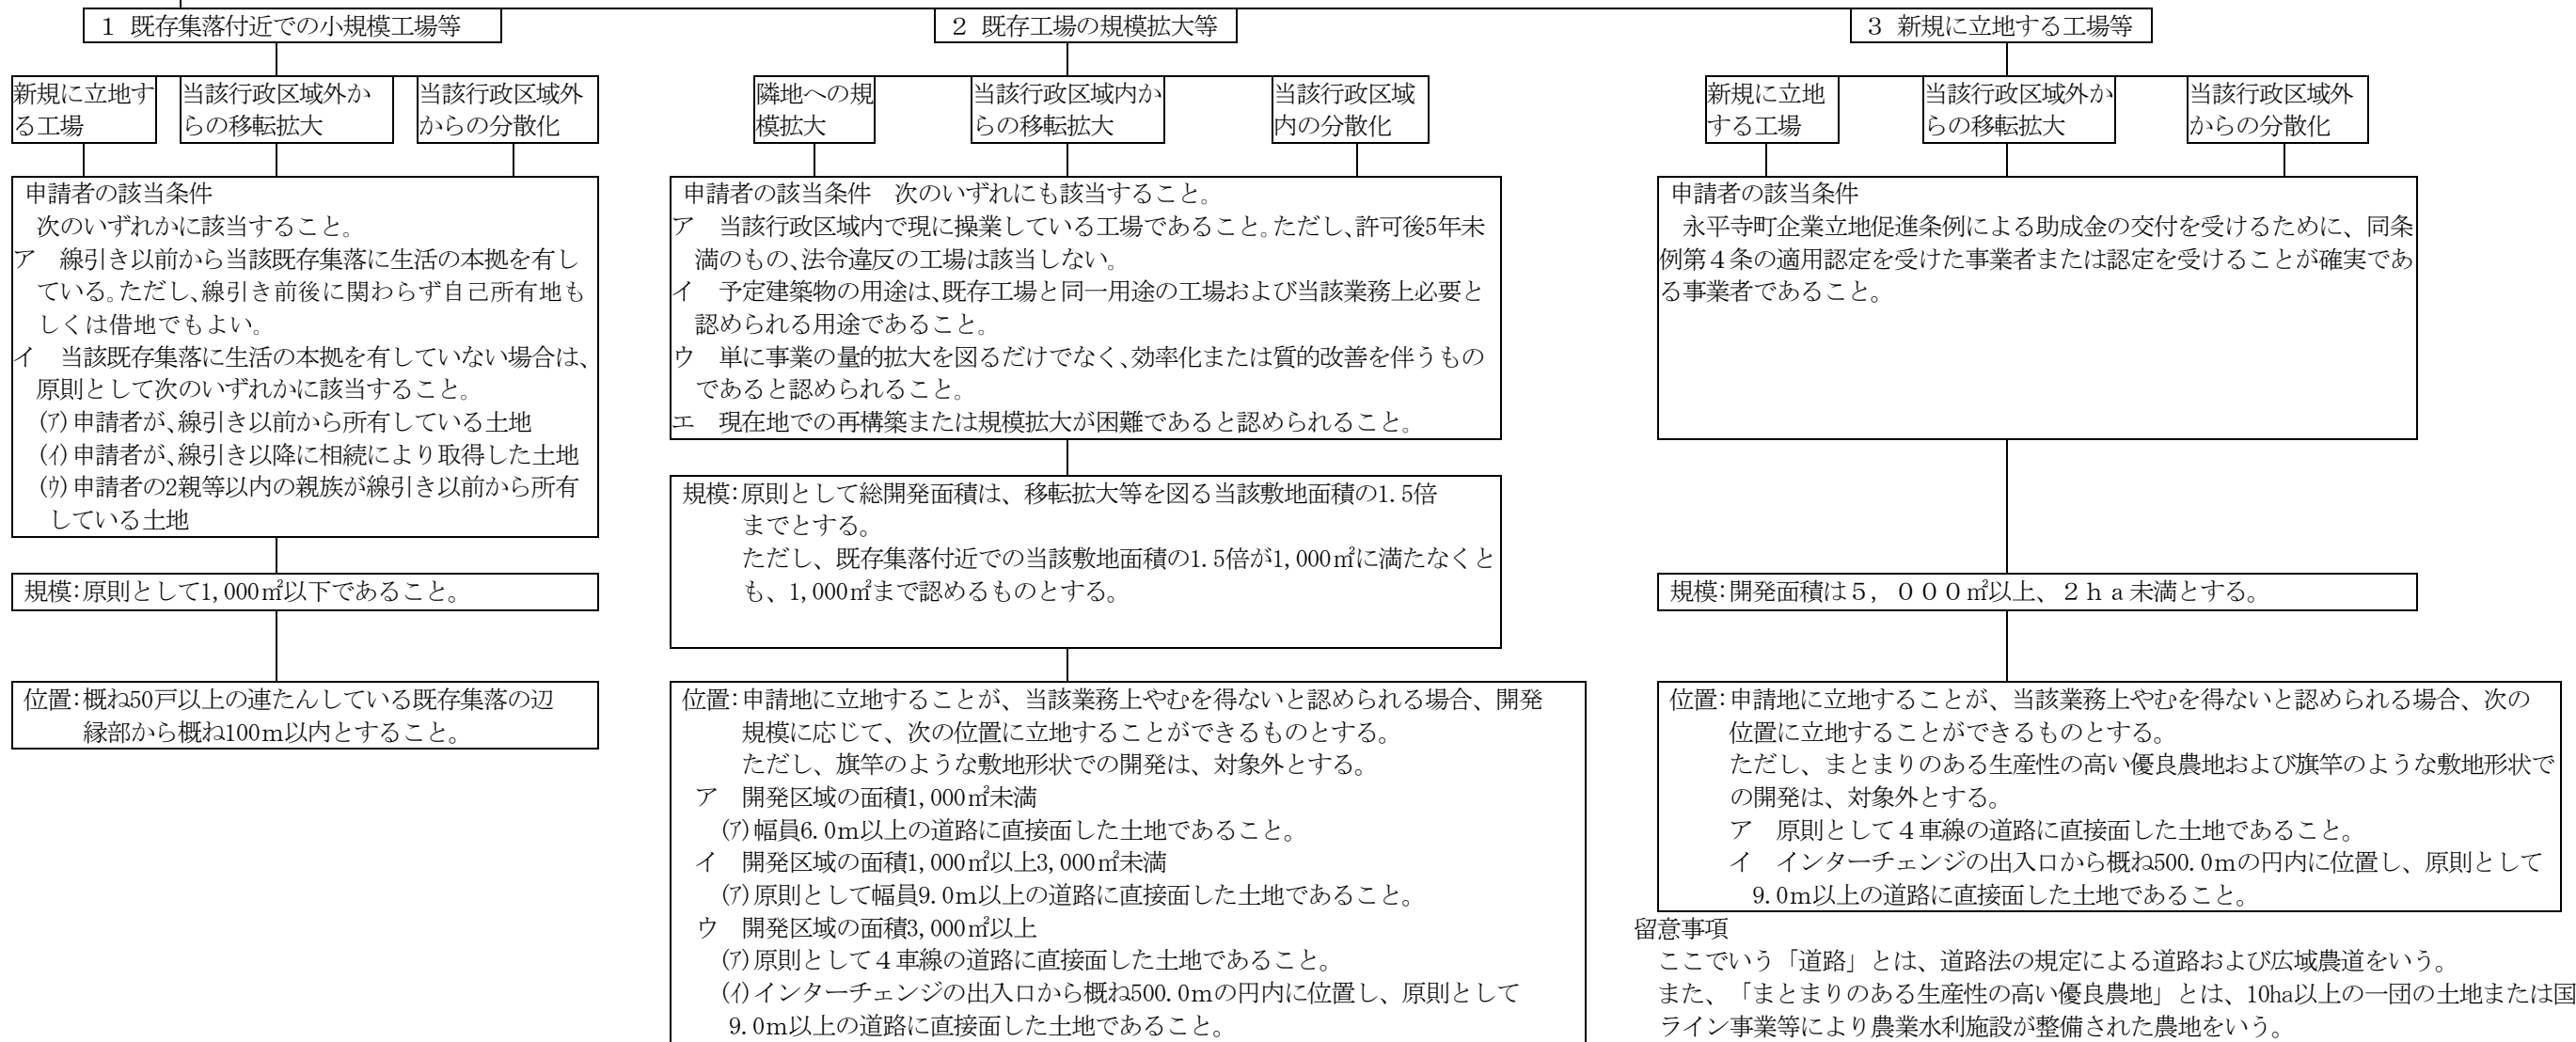 1 既存集落付近での小規模工場等
新規に立地す
る工場
当該行政区域外か
らの移転拡大
当該行政区域外
からの分散化
申請者の該当条件
次のいずれかに該当すること。
ア 線引き以前から当該既存集落に生活の本拠を有し
ている。ただし、線引き前後に関わらず自己所有地も
しくは借地でもよい。
イ 当該既存集落に生活の本拠を有していない場合は、
原則として次のいずれかに該当すること。
(ｱ)申請者が、線引き以前から所有している土地
(ｲ)申請者が、線引き以降に相続により取得した土地
(ｳ)申請者の2親等以内の親族が線引き以前から所有
している土地
規模:原則として1,000㎡以下であること。
位置:概ね50戸以上の連たんしている既存集落の辺
縁部から概ね100m以内とすること。
2 既存工場の規模拡大等
隣地への規
模拡大
当該行政区域内か
らの移転拡大
当該行政区域
内の分散化
申請者の該当条件 次のいずれにも該当すること。
ア 当該行政区域内で現に操業している工場であること。ただし、許可後5年未
満のもの、法令違反の工場は該当しない。
イ 予定建築物の用途は、既存工場と同一用途の工場および当該業務上必要と
認められる用途であること。
ウ 単に事業の量的拡大を図るだけでなく、効率化または質的改善を伴うもの
であると認められること。
エ 現在地での再構築または規模拡大が困難であると認められること。
規模:原則として総開発面積は、移転拡大等を図る当該敷地面積の1.5倍
までとする。
ただし、既存集落付近での当該敷地面積の1.5倍が1,000㎡に満たなくと
も、1,000㎡まで認めるものとする。
位置:申請地に立地することが、当該業務上やむを得ないと認められる場合、開発
規模に応じて、次の位置に立地することができるものとする。
ただし、旗竿のような敷地形状での開発は、対象外とする。
ア 開発区域の面積1,000㎡未満
(ｱ)幅員6.0m以上の道路に直接面した土地であること。
イ 開発区域の面積1,000㎡以上3,000㎡未満
(ｱ)原則として幅員9.0m以上の道路に直接面した土地であること。
ウ 開発区域の面積3,000㎡以上
(ｱ)原則として４車線の道路に直接面した土地であること。
(ｲ)インターチェンジの出入口から概ね500.0mの円内に位置し、原則として
9.0m以上の道路に直接面した土地であること。
3 新規に立地する工場等
新規に立地
する工場
当該行政区域外か
らの移転拡大
当該行政区域外
からの分散化
申請者の該当条件
永平寺町企業立地促進条例による助成金の交付を受けるために、同条
例第４条の適用認定を受けた事業者または認定を受けることが確実であ
る事業者であること。
規模:開発面積は５，０００㎡以上、２ｈａ未満とする。
位置:申請地に立地することが、当該業務上やむを得ないと認められる場合、次の
位置に立地することができるものとする。
ただし、まとまりのある生産性の高い優良農地および旗竿のような敷地形状で
の開発は、対象外とする。
ア 原則として４車線の道路に直接面した土地であること。
イ インターチェンジの出入口から概ね500.0mの円内に位置し、原則として
9.0m以上の道路に直接面した土地であること。
留意事項
ここでいう「道路」とは、道路法の規定による道路および広域農道をいう。
また、「まとまりのある生産性の高い優良農地」とは、10ha以上の一団の土地または国
ライン事業等により農業水利施設が整備された農地をいう。